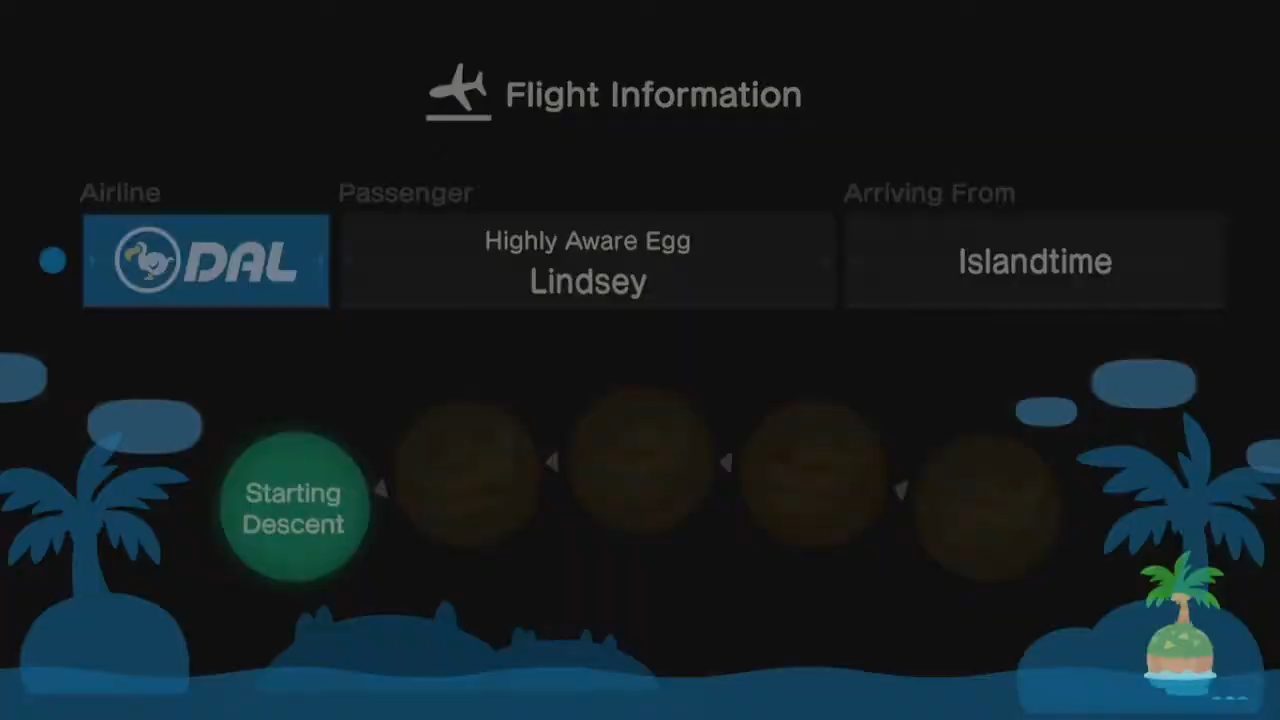 Flight Information
Airline
Passenger
Arriving From
DAL
Highly Aware Egg
Lindsey
Islandtime
Starting
Descent